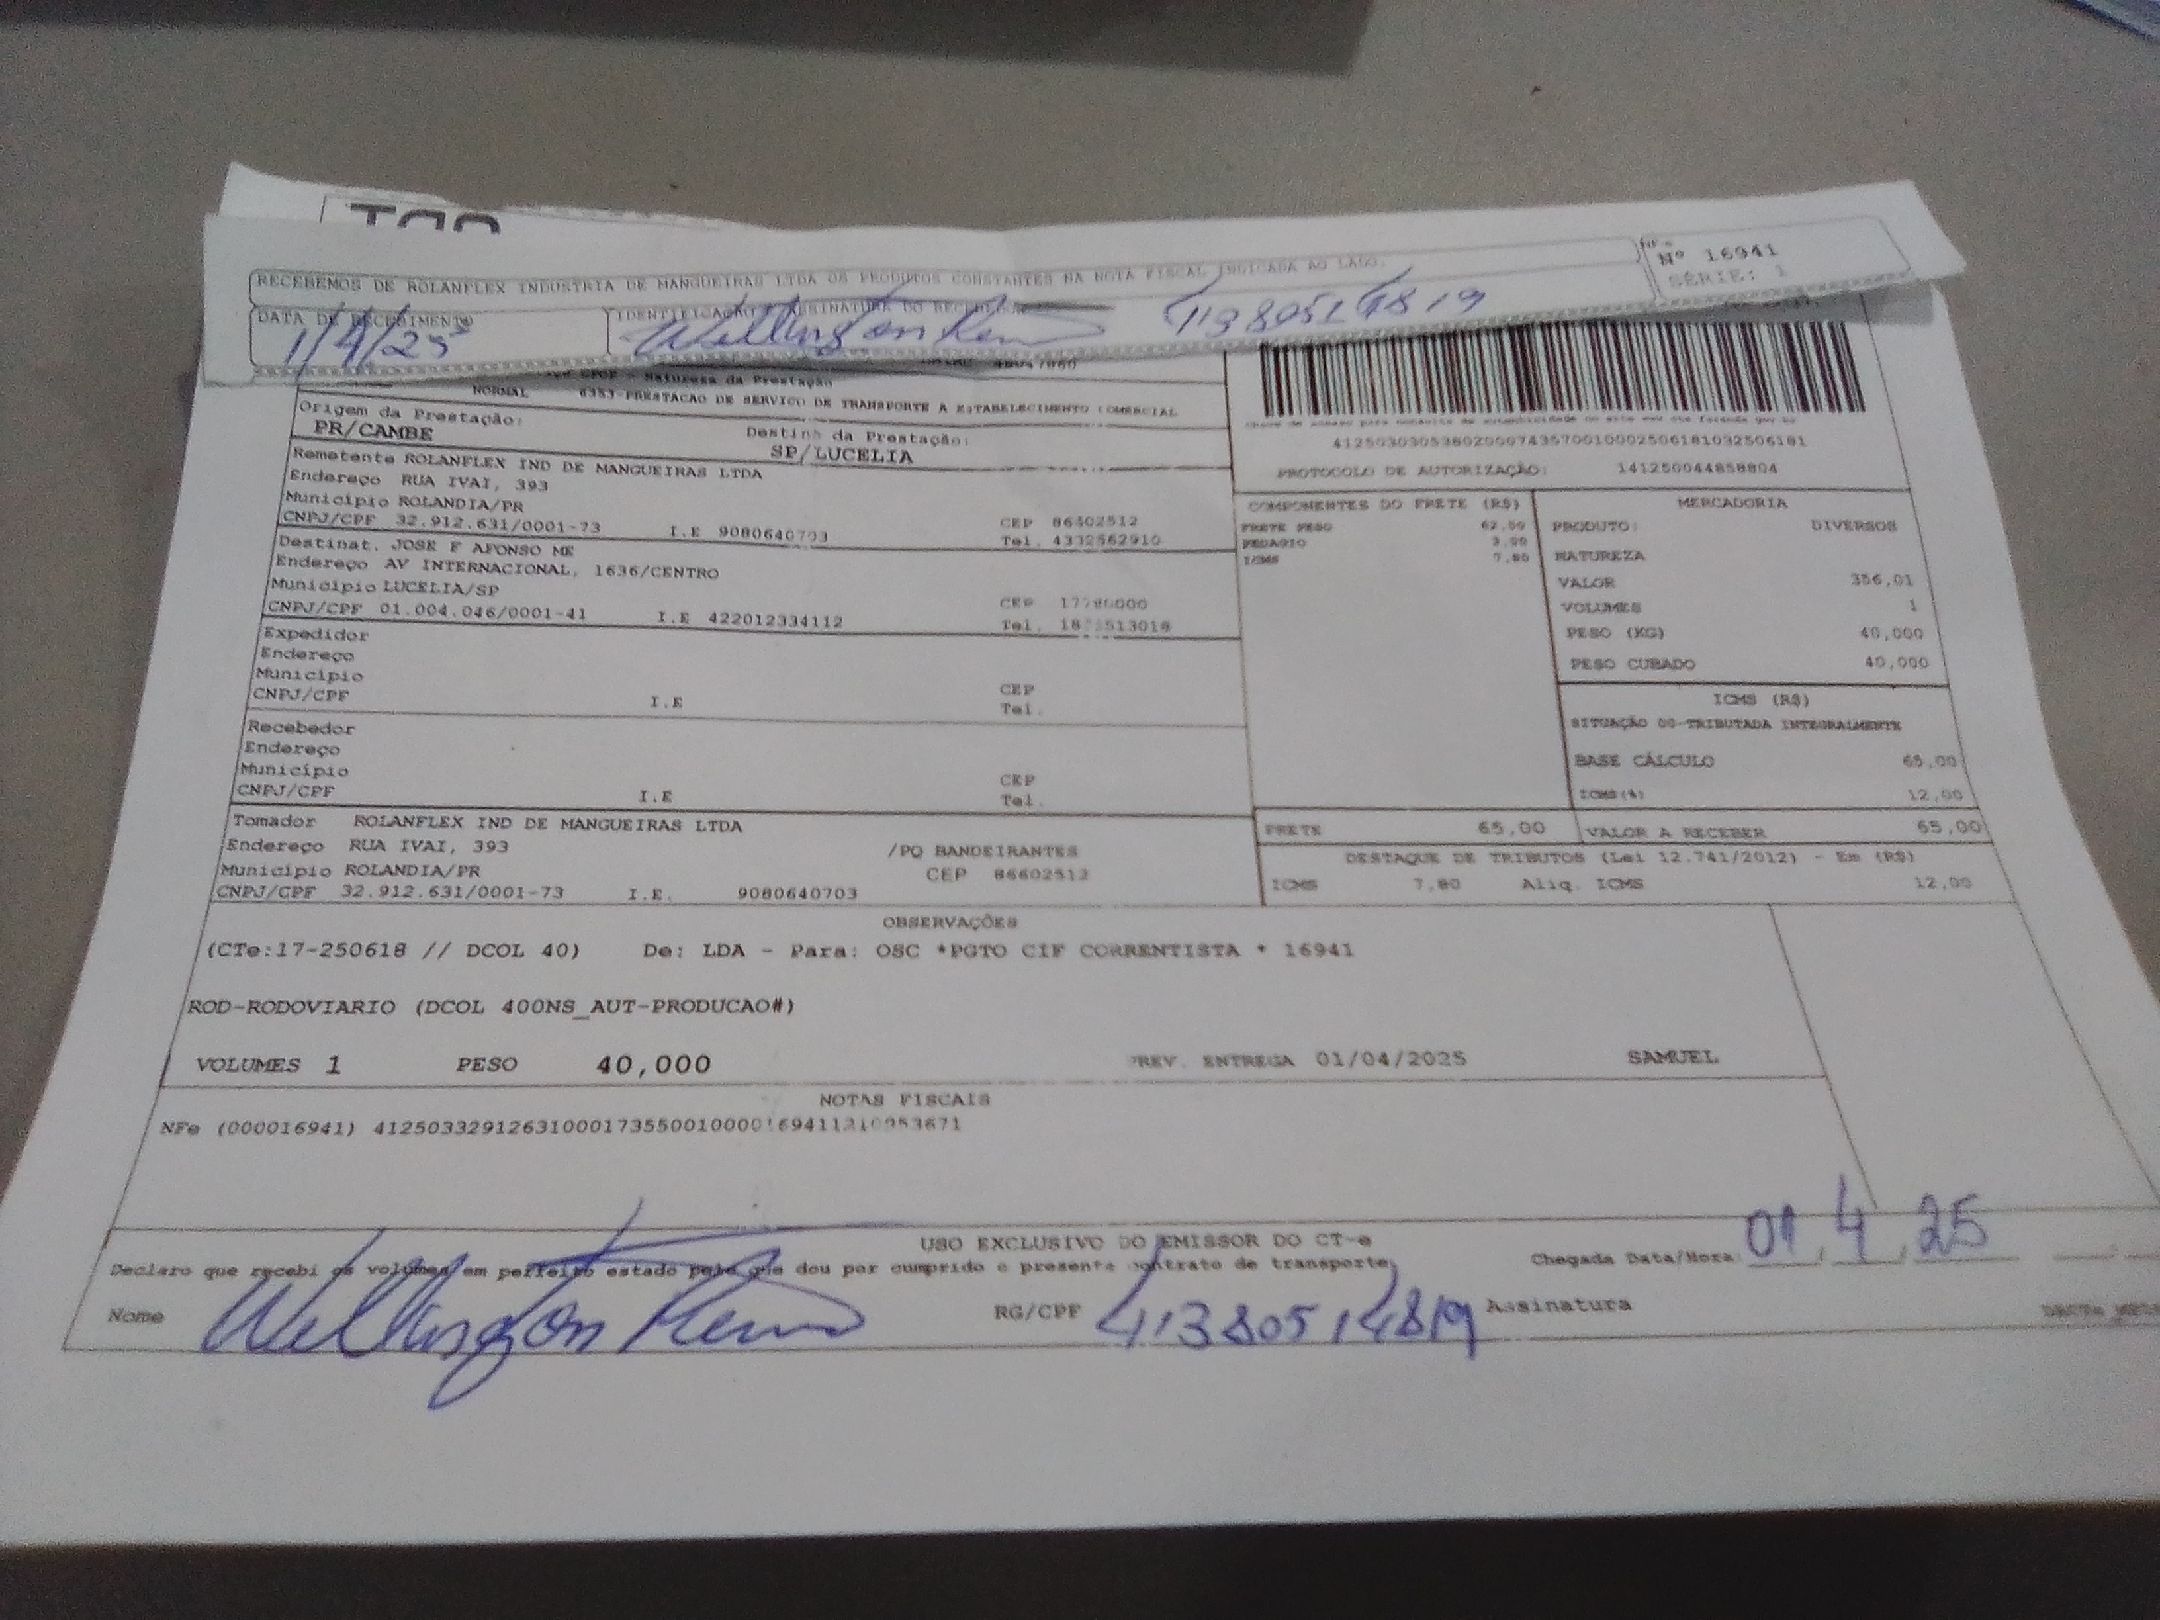 RECEBEMOS DE ROLANFLEX INDUSTRIA DE MANGUEIRAS LTDA OS PRODUTOS CONSTANTES NA NOTA FISCAL INDICADA AO LADO.
Nº 16941
SÉRIE: 1
DATA DE RECEBIMENTO
1/4/25
Wellington
41380514819
NORMAL 6353-PRESTACAO DE SERVICO DE TRANSPORTE A ESTABELECIMENTO COMERCIAL
Origem da Prestação: Destino da Prestação:
PR/CAMBE SP/LUCELIA
41250303053802000743570010002506181032506181
PROTOCOLO DE AUTORIZAÇÃO: 141250044858804
Remetente ROLANFLEX IND DE MANGUEIRAS LTDA
Endereço RUA IVAI, 393
Município ROLANDIA/PR CEP 86602512
CNPJ/CPF 32.912.631/0001-73 I.E 9080640703 Tel. 4332562910
Destinat. JOSE F AFONSO ME
Endereço AV INTERNACIONAL, 1636/CENTRO
Município LUCELIA/SP CEP
CNPJ/CPF 01.004.046/0001-41 I.E 422012334112 Tel.
Expedidor
Endereço
Município CEP
CNPJ/CPF I.E Tel.
Recebedor
Endereço
Município CEP
CNPJ/CPF I.E Tel.
Tomador ROLANFLEX IND DE MANGUEIRAS LTDA
Endereço RUA IVAI, 393 /PQ BANDEIRANTES
Município ROLANDIA/PR CEP 86602512
CNPJ/CPF 32.912.631/0001-73 I.E. 9080640703
COMPONENTES DO FRETE (R$)
FRETE PESO
PEDAGIO
ICMS 7,80
MERCADORIA
PRODUTO: DIVERSOS
NATUREZA
VALOR 356,01
VOLUMES 1
PESO (KG) 40,000
PESO CUBADO 40,000
ICMS (R$)
SITUAÇÃO 00-TRIBUTADA INTEGRALMENTE
BASE CÁLCULO 65,00
ICMS(%) 12,00
FRETE 65,00 VALOR A RECEBER 65,00
DESTAQUE DE TRIBUTOS (Lei 12.741/2012) - Em (R$)
ICMS 7,80 Aliq. ICMS 12,00
OBSERVAÇÕES
(CTe:17-250618 // DCOL 40) De: LDA - Para: OSC *PGTO CIF CORRENTISTA * 16941
ROD-RODOVIARIO (DCOL 400NS_AUT-PRODUCAO#)
VOLUMES 1 PESO 40,000 PREV. ENTREGA 01/04/2025 SAMUEL
NOTAS FISCAIS
NFe (000016941)
USO EXCLUSIVO DO EMISSOR DO CT-e
Declaro que recebi os volumes em perfeito estado pelo que dou por cumprido o presente contrato de transporte
Chegada Data/Hora: 01 / 4 / 25
Nome Wellington RG/CPF 41380514819 Assinatura